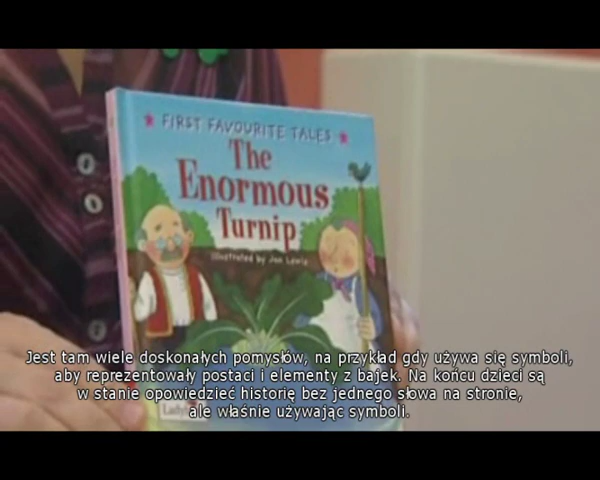 FIRST FAVOURITE TALES
The
Enormous
Turnip
Illustrated by Jan Lewis
Jest tam wiele doskonałych pomysłów, na przykład gdy używa się symboli,
aby reprezentowały postaci i elementy z bajek. Na końcu dzieci są
w stanie opowiedzieć historię bez jednego słowa na stronie,
ale właśnie używając symboli.